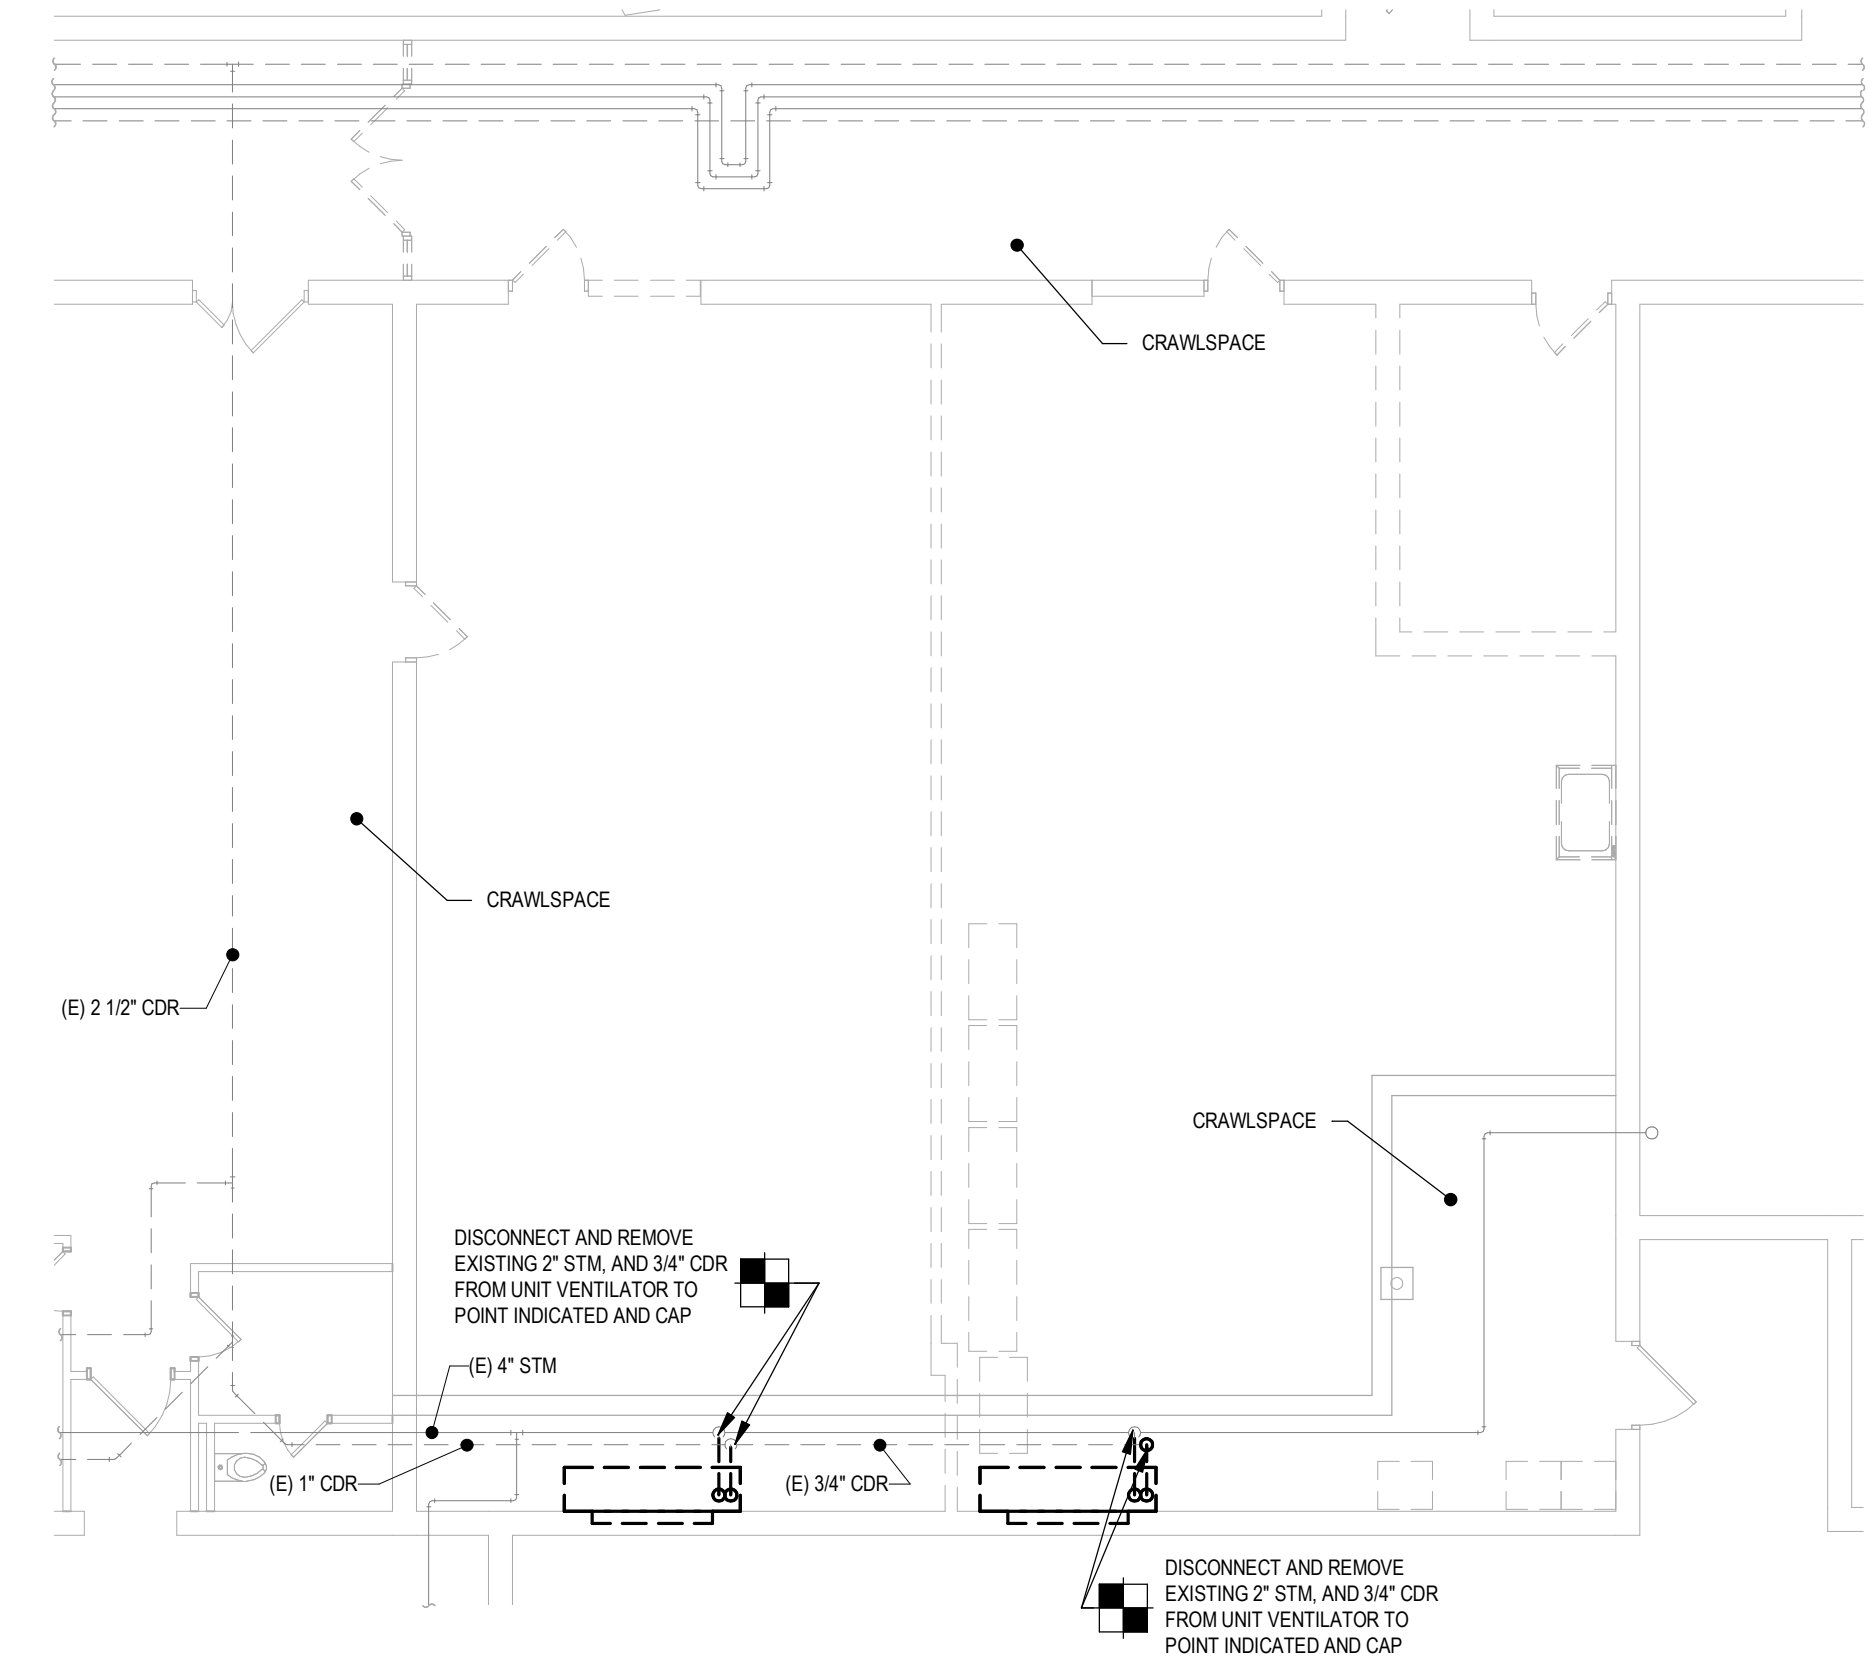 CRAWLSPACE
CRAWLSPACE
(E) 2 1/2" CDR
CRAWLSPACE
DISCONNECT AND REMOVE
EXISTING 2" STM, AND 3/4" CDR
FROM UNIT VENTILATOR TO
POINT INDICATED AND CAP
(E) 4" STM
(E) 1" CDR
(E) 3/4" CDR
DISCONNECT AND REMOVE
EXISTING 2" STM, AND 3/4" CDR
FROM UNIT VENTILATOR TO
POINT INDICATED AND CAP